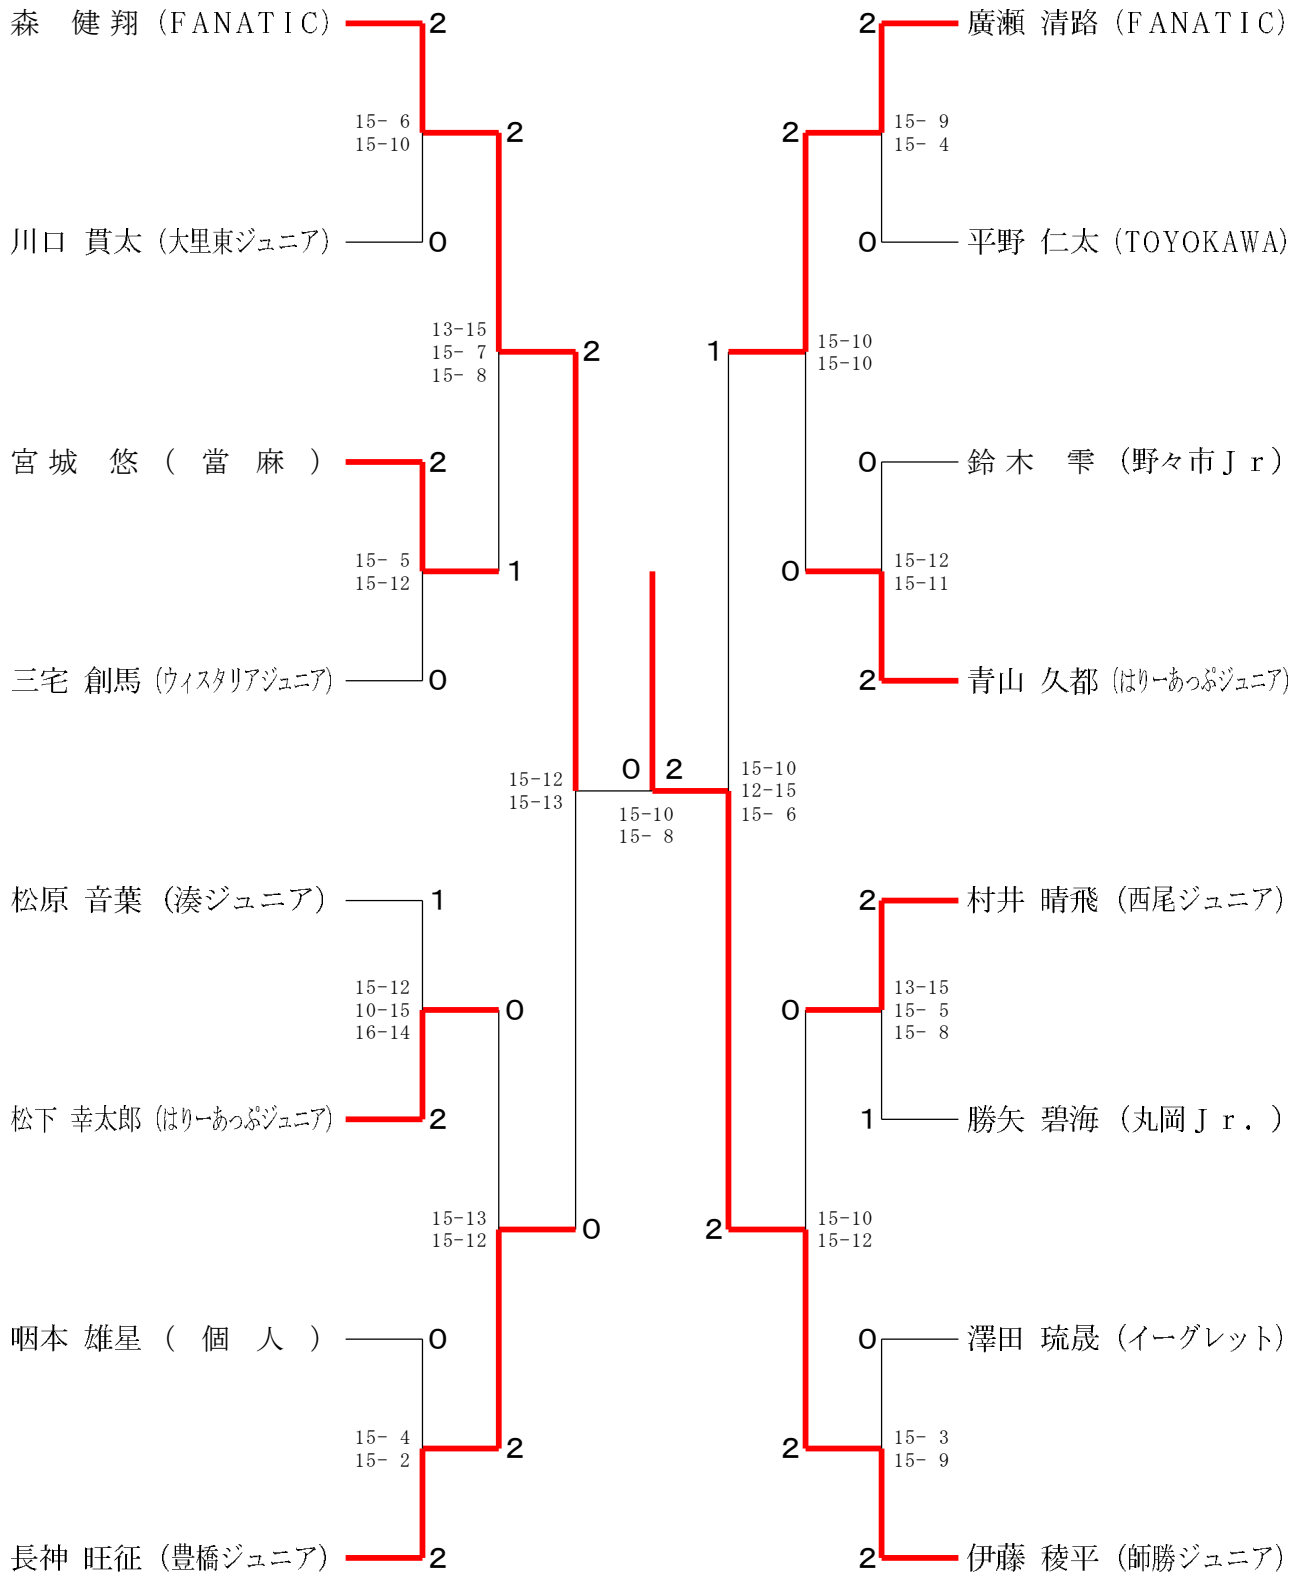 森 健翔 (FANATIC) 2
2 廣瀬 清路 (FANATIC)
15- 6
15-10
2
2
15- 9
15- 4
川口 貫太 (大里東ジュニア) 0
0 平野 仁太 (TOYOKAWA)
13-15
15- 7
15- 8
2
1
15-10
15-10
宮城 悠 ( 當麻 ) 2
0 鈴木 雫 (野々市Jr)
15- 5
15-12
1
0
15-12
15-11
三宅 創馬 (ウィスタリアジュニア) 0
2 青山 久都 (はりーあっぷジュニア)
15-12
15-13
0 2
15-10
15- 8
15-10
12-15
15- 6
松原 音葉 (湊ジュニア) 1
2 村井 晴飛 (西尾ジュニア)
15-12
10-15
16-14
0
0
13-15
15- 5
15- 8
松下 幸太郎 (はりーあっぷジュニア) 2
1 勝矢 碧海 (丸岡Jr.)
15-13
15-12
0
2
15-10
15-12
咽本 雄星 ( 個人 ) 0
0 澤田 琉晟 (イーグレット)
15- 4
15- 2
2
2
15- 3
15- 9
長神 旺征 (豊橋ジュニア) 2
2 伊藤 稜平 (師勝ジュニア)